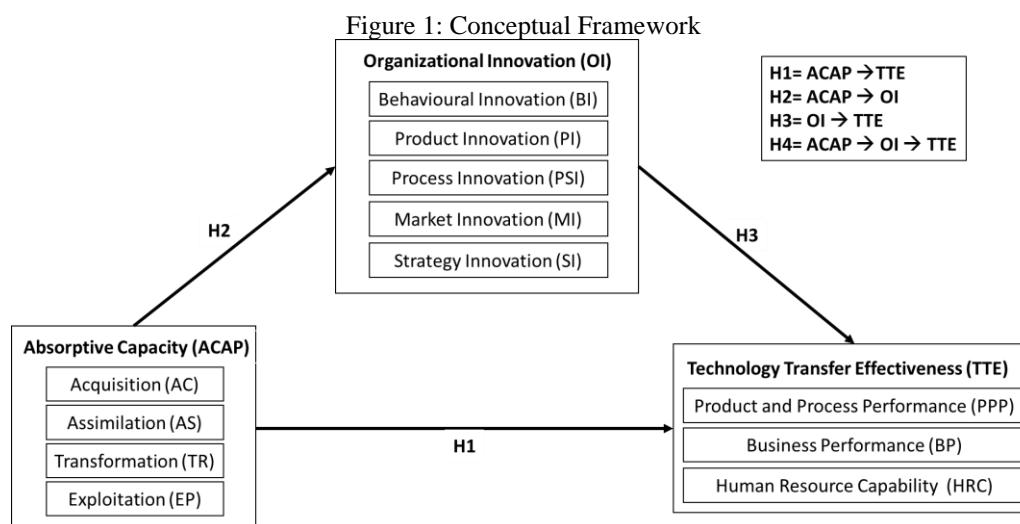 Figure 1: Conceptual Framework
Organizational Innovation (OI)
Behavioural Innovation (BI)
Product Innovation (PI)
Process Innovation (PSI)
Market Innovation (MI)
Strategy Innovation (SI)
H1= ACAP → TTE
H2= ACAP → OI
H3= OI → TTE
H4= ACAP → OI → TTE
H2
H3
Absorptive Capacity (ACAP)
Acquisition (AC)
Assimilation (AS)
Transformation (TR)
Exploitation (EP)
H1
Technology Transfer Effectiveness (TTE)
Product and Process Performance (PPP)
Business Performance (BP)
Human Resource Capability (HRC)